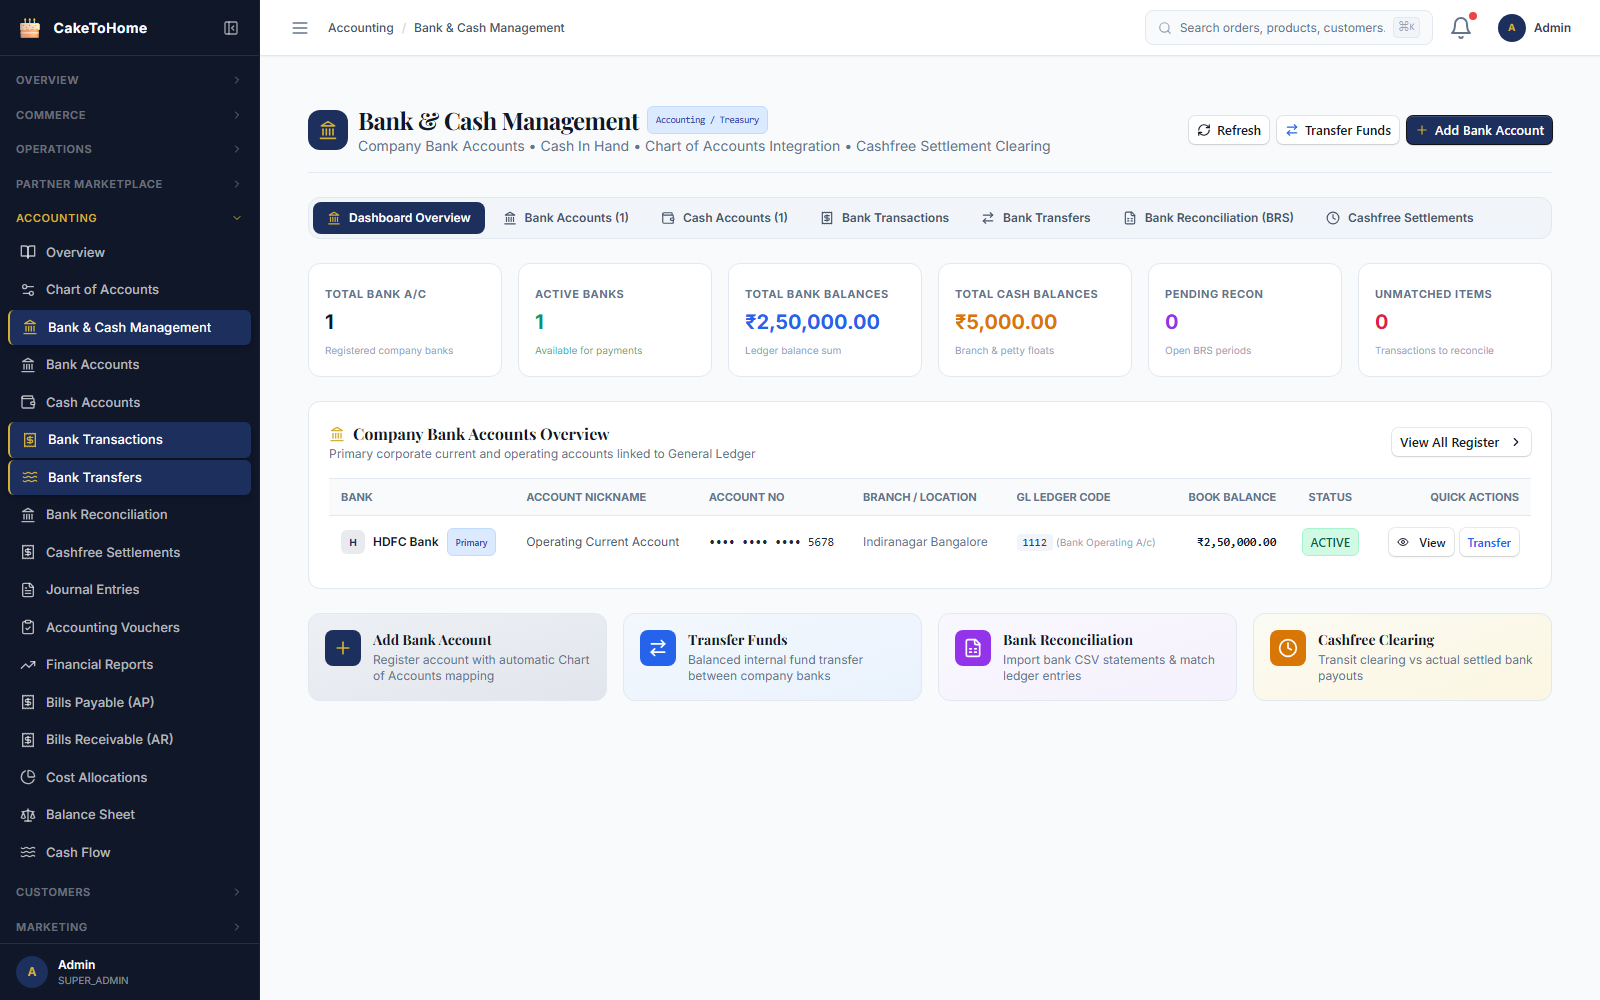 CakeToHome
OVERVIEW
COMMERCE
OPERATIONS
PARTNER MARKETPLACE
ACCOUNTING
Overview
Chart of Accounts
Bank & Cash Management
Bank Accounts
Cash Accounts
Bank Transactions
Bank Transfers
Bank Reconciliation
Cashfree Settlements
Journal Entries
Accounting Vouchers
Financial Reports
Bills Payable (AP)
Bills Receivable (AR)
Cost Allocations
Balance Sheet
Cash Flow
CUSTOMERS
MARKETING
A
Admin
SUPER_ADMIN
Accounting / Bank & Cash Management
Search orders, products, customers. ⌘K
A Admin
Bank & Cash Management
Accounting / Treasury
Company Bank Accounts • Cash In Hand • Chart of Accounts Integration • Cashfree Settlement Clearing
Refresh
Transfer Funds
Add Bank Account
Dashboard Overview
Bank Accounts (1)
Cash Accounts (1)
Bank Transactions
Bank Transfers
Bank Reconciliation (BRS)
Cashfree Settlements
TOTAL BANK A/C
1
Registered company banks
ACTIVE BANKS
1
Available for payments
TOTAL BANK BALANCES
₹2,50,000.00
Ledger balance sum
TOTAL CASH BALANCES
₹5,000.00
Branch & petty floats
PENDING RECON
0
Open BRS periods
UNMATCHED ITEMS
0
Transactions to reconcile
Company Bank Accounts Overview
Primary corporate current and operating accounts linked to General Ledger
View All Register
BANK ACCOUNT NICKNAME ACCOUNT NO BRANCH / LOCATION GL LEDGER CODE BOOK BALANCE STATUS QUICK ACTIONS
H HDFC Bank Primary Operating Current Account •••• •••• •••• 5678 Indiranagar Bangalore 1112 (Bank Operating A/c) ₹2,50,000.00 ACTIVE View Transfer
Add Bank Account
Register account with automatic Chart
of Accounts mapping
Transfer Funds
Balanced internal fund transfer
between company banks
Bank Reconciliation
Import bank CSV statements & match
ledger entries
Cashfree Clearing
Transit clearing vs actual settled bank
payouts